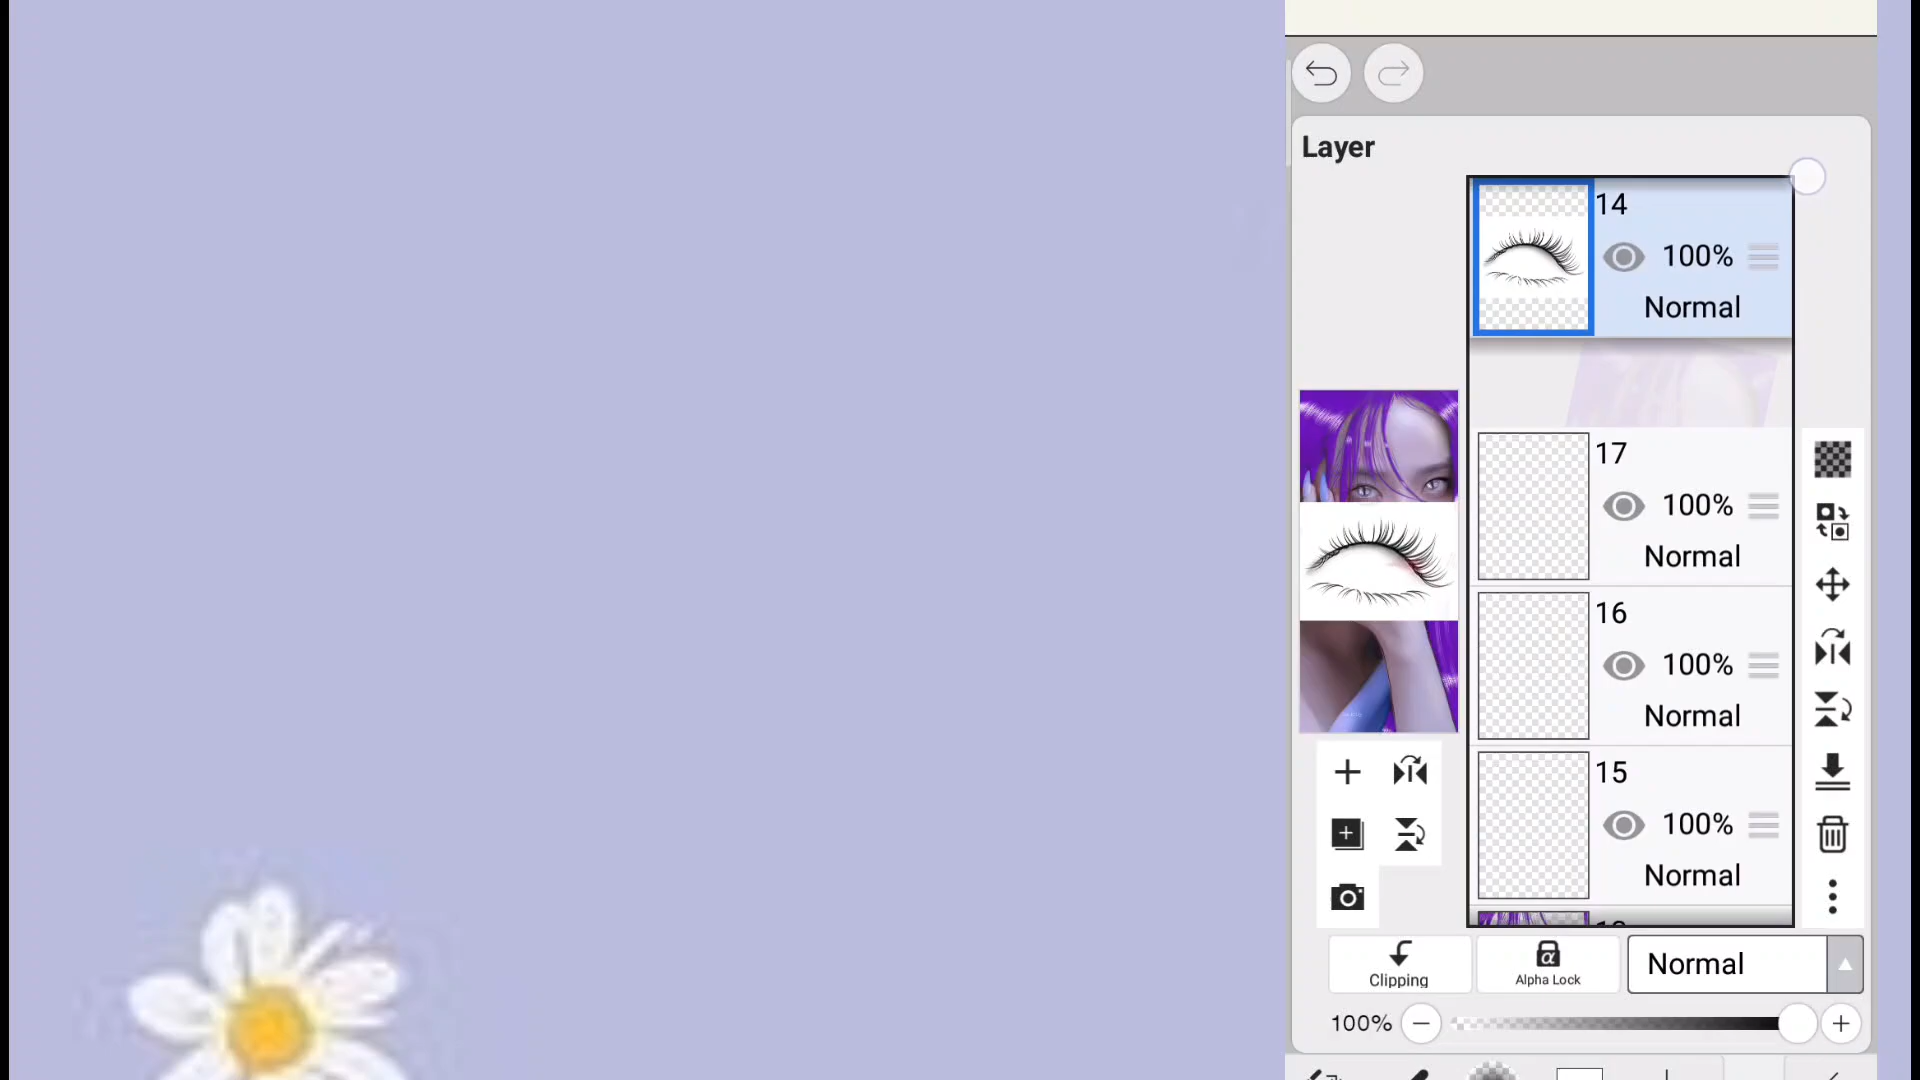 Layer
14
100%
Normal
17
100%
Normal
16
100%
Normal
15
100%
Normal
Clipping
α
Alpha Lock
Normal
100%